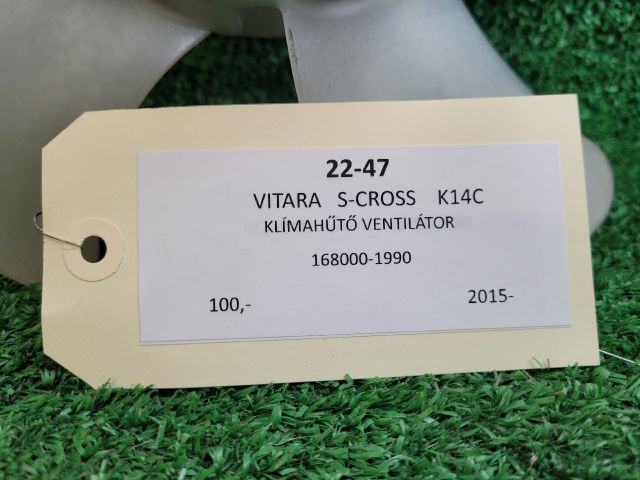 22-47
VITARA S-CROSS K14C
KLÍMAHŰTŐ VENTILÁTOR
168000-1990
100,- 2015-